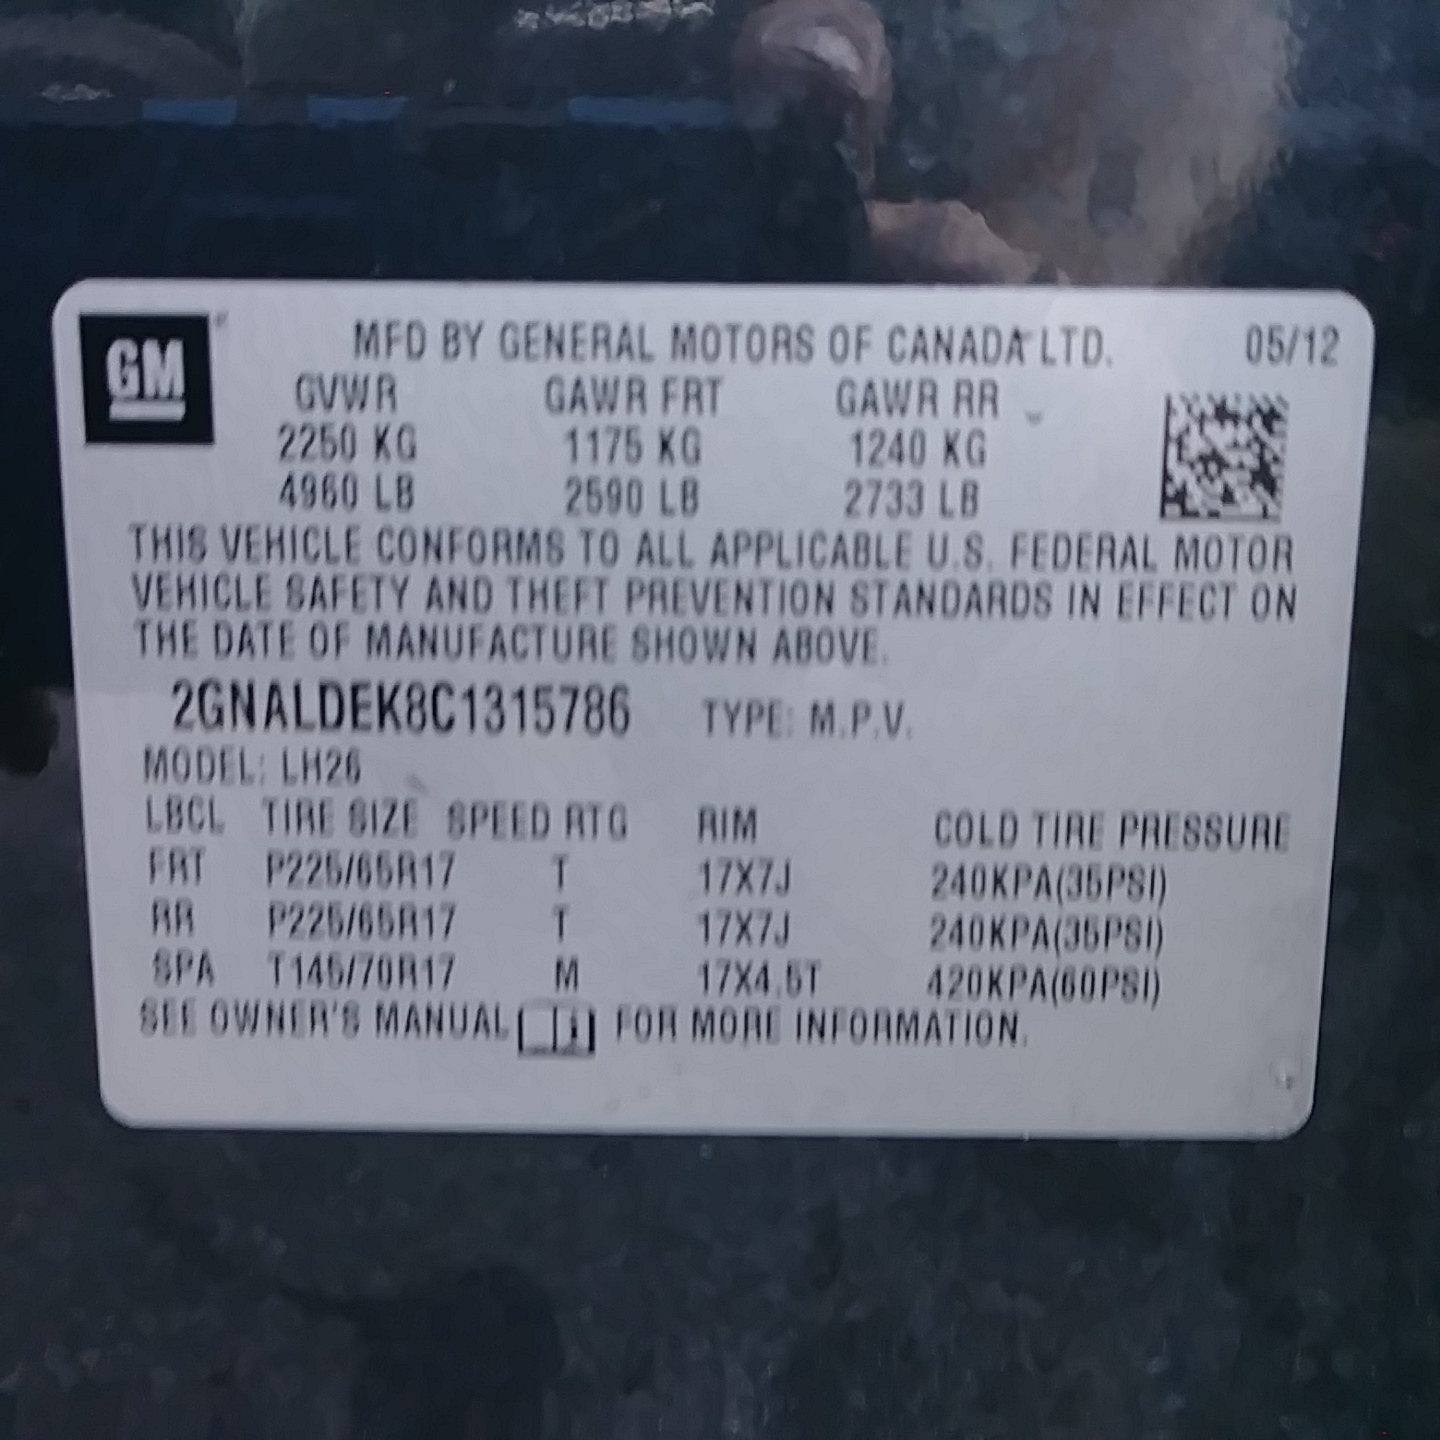 GM
MFD BY GENERAL MOTORS OF CANADA LTD. 05/12
GVWR GAWR FRT GAWR RR
2250 KG 1175 KG 1240 KG
4960 LB 2590 LB 2733 LB
THIS VEHICLE CONFORMS TO ALL APPLICABLE U.S. FEDERAL MOTOR
VEHICLE SAFETY AND THEFT PREVENTION STANDARDS IN EFFECT ON
THE DATE OF MANUFACTURE SHOWN ABOVE.
2GNALDEK8C1315786 TYPE: M.P.V.
MODEL: LH26
LBCL TIRE SIZE SPEED RTG RIM COLD TIRE PRESSURE
FRT P225/65R17 T 17X7J 240KPA(35PSI)
RR P225/65R17 T 17X7J 240KPA(35PSI)
SPA T145/70R17 M 17X4.5T 420KPA(60PSI)
SEE OWNER'S MANUAL FOR MORE INFORMATION.